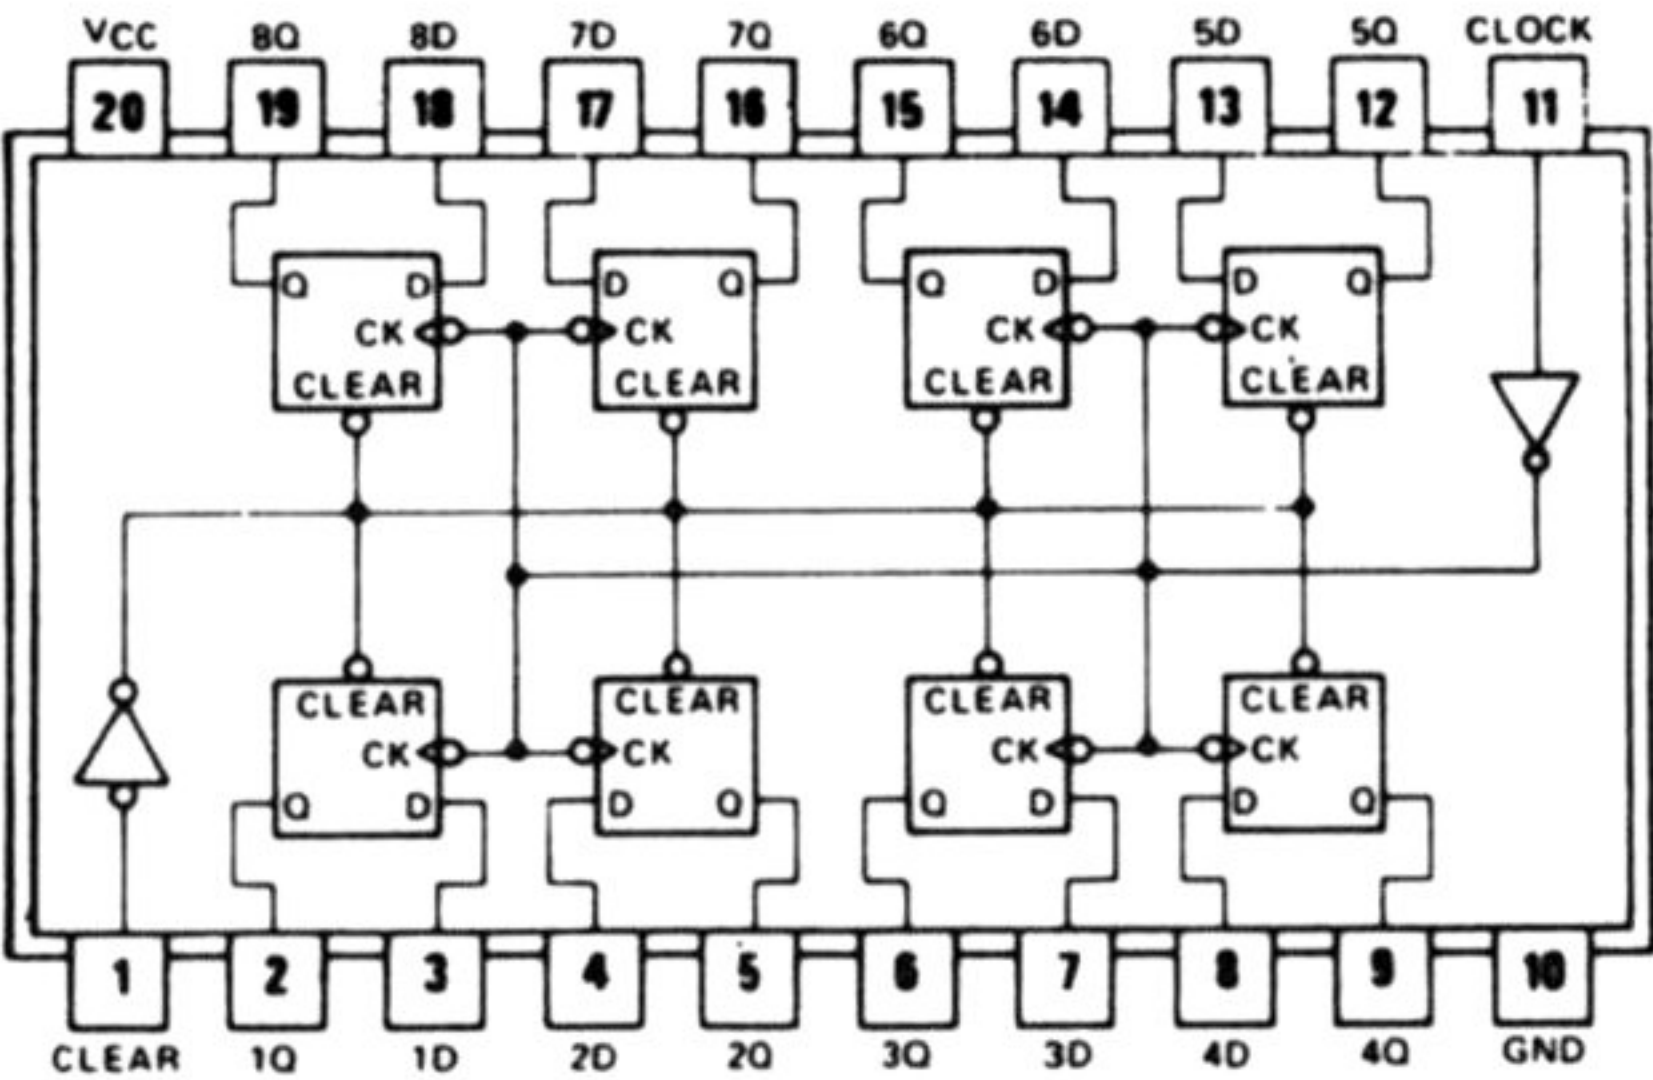 VCC 8Q 8D 7D 7Q 6Q 6D 5D 5Q CLOCK
20 19 18 17 16 15 14 13 12 11
Q D D Q Q D D Q
CK CK CK CK
CLEAR CLEAR CLEAR CLEAR
CLEAR CLEAR CLEAR CLEAR
CK CK CK CK
Q D D Q Q D D Q
1 2 3 4 5 6 7 8 9 10
CLEAR 1Q 1D 2D 2Q 3Q 3D 4D 4Q GND